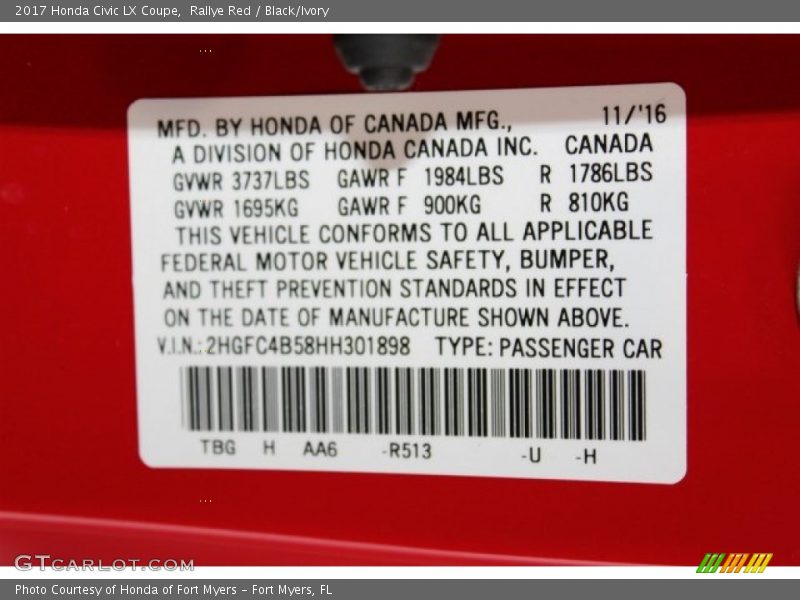 2017 Honda Civic LX Coupe, Rallye Red / Black/Ivory
MFD. BY HONDA OF CANADA MFG., 11/'16
A DIVISION OF HONDA CANADA INC. CANADA
GVWR 3737LBS GAWR F 1984LBS R 1786LBS
GVWR 1695KG GAWR F 900KG R 810KG
THIS VEHICLE CONFORMS TO ALL APPLICABLE
FEDERAL MOTOR VEHICLE SAFETY, BUMPER,
AND THEFT PREVENTION STANDARDS IN EFFECT
ON THE DATE OF MANUFACTURE SHOWN ABOVE.
V.I.N.: 2HGFC4B58HH301898 TYPE: PASSENGER CAR
TBG H AA6 -R513 -U -H
GTCARLOT.COM
Photo Courtesy of Honda of Fort Myers - Fort Myers, FL